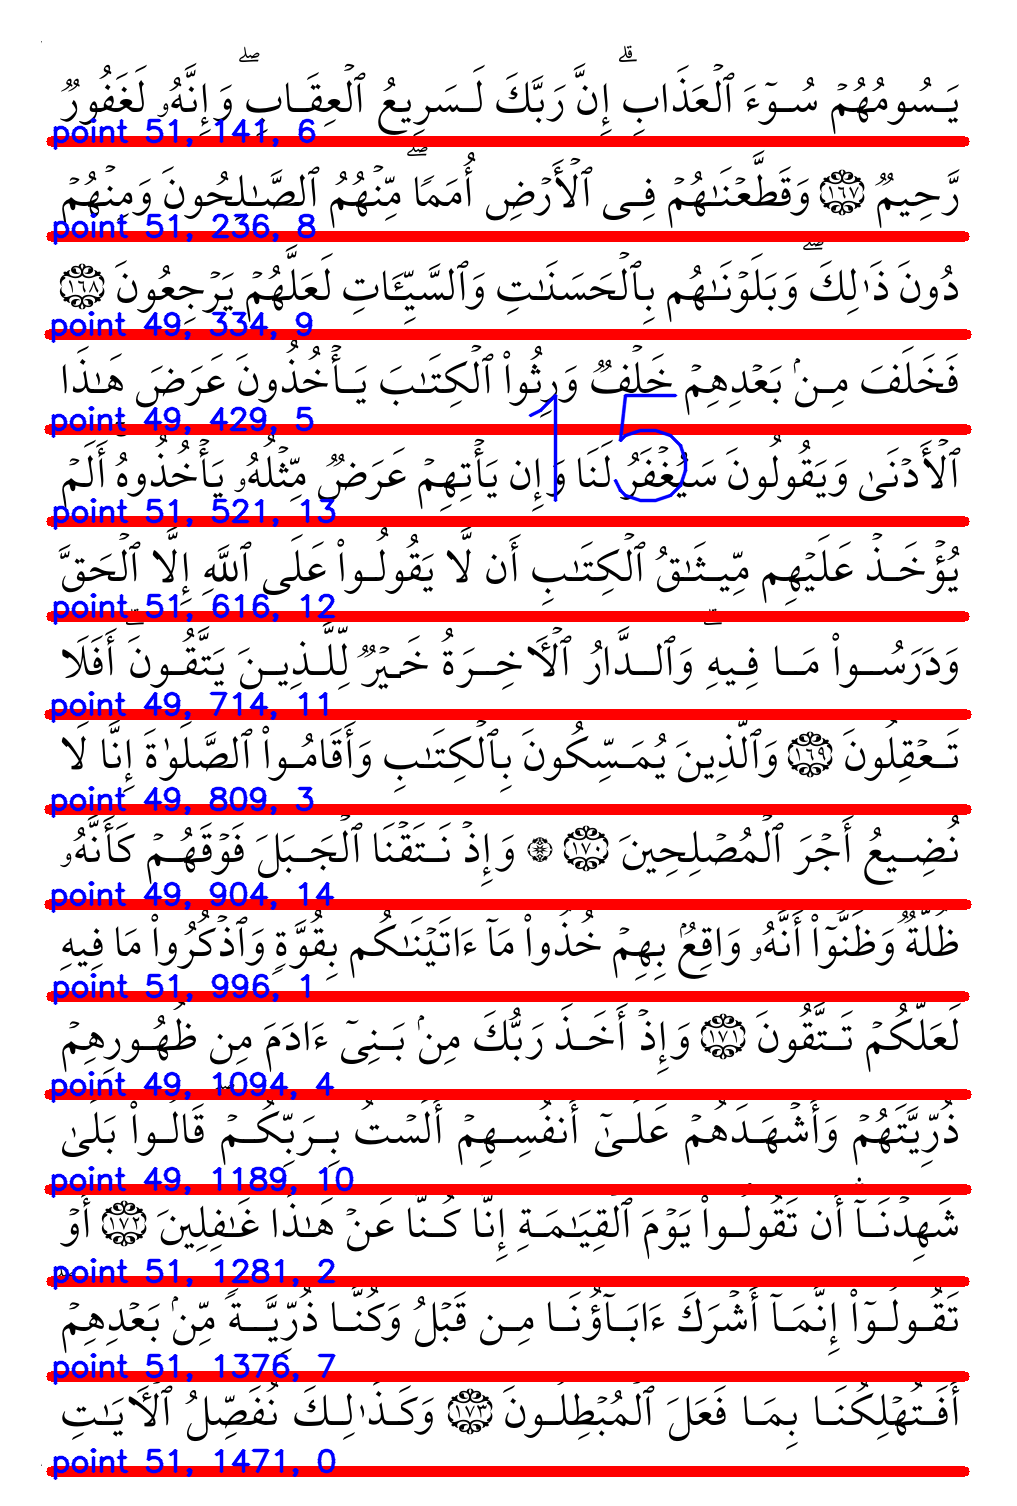 يَسُومُهُمْ سُوٓءَ ٱلْعَذَابِ ۗ إِنَّ رَبَّكَ لَسَرِيعُ ٱلْعِقَابِ ۖ وَإِنَّهُۥ لَغَفُورٌ
point 51, 141, 6
رَّحِيمٌ ١٦٧ وَقَطَّعْنَـٰهُمْ فِى ٱلْأَرْضِ أُمَمًا ۖ مِّنْهُمُ ٱلصَّـٰلِحُونَ وَمِنْهُمْ
point 51, 236, 8
دُونَ ذَٰلِكَ ۖ وَبَلَوْنَـٰهُم بِٱلْحَسَنَـٰتِ وَٱلسَّيِّـَٔاتِ لَعَلَّهُمْ يَرْجِعُونَ ١٦٨
point 49, 334, 9
فَخَلَفَ مِنۢ بَعْدِهِمْ خَلْفٌ وَرِثُوا۟ ٱلْكِتَـٰبَ يَأْخُذُونَ عَرَضَ هَـٰذَا
15
point 49, 429, 5
ٱلْأَدْنَىٰ وَيَقُولُونَ سَيُغْفَرُ لَنَا وَإِن يَأْتِهِمْ عَرَضٌ مِّثْلُهُۥ يَأْخُذُوهُ ۚ أَلَمْ
point 51, 521, 13
يُؤْخَذْ عَلَيْهِم مِّيثَـٰقُ ٱلْكِتَـٰبِ أَن لَّا يَقُولُوا۟ عَلَى ٱللَّهِ إِلَّا ٱلْحَقَّ
point 51, 616, 12
وَدَرَسُوا۟ مَا فِيهِ ۗ وَٱلدَّارُ ٱلْـَٔاخِرَةُ خَيْرٌ لِّلَّذِينَ يَتَّقُونَ ۗ أَفَلَا
point 49, 714, 11
تَعْقِلُونَ ١٦٩ وَٱلَّذِينَ يُمَسِّكُونَ بِٱلْكِتَـٰبِ وَأَقَامُوا۟ ٱلصَّلَوٰةَ إِنَّا لَا
point 49, 809, 3
نُضِيعُ أَجْرَ ٱلْمُصْلِحِينَ ١٧٠ ۞ وَإِذْ نَتَقْنَا ٱلْجَبَلَ فَوْقَهُمْ كَأَنَّهُۥ
point 49, 904, 14
ظُلَّةٌ وَظَنُّوٓا۟ أَنَّهُۥ وَاقِعٌۢ بِهِمْ خُذُوا۟ مَآ ءَاتَيْنَـٰكُم بِقُوَّةٍ وَٱذْكُرُوا۟ مَا فِيهِ
point 51, 996, 1
لَعَلَّكُمْ تَتَّقُونَ ١٧١ وَإِذْ أَخَذَ رَبُّكَ مِنۢ بَنِىٓ ءَادَمَ مِن ظُهُورِهِمْ
point 49, 1094, 4
ذُرِّيَّتَهُمْ وَأَشْهَدَهُمْ عَلَىٰٓ أَنفُسِهِمْ أَلَسْتُ بِرَبِّكُمْ ۖ قَالُوا۟ بَلَىٰ
point 49, 1189, 10
شَهِدْنَآ أَن تَقُولُوا۟ يَوْمَ ٱلْقِيَـٰمَةِ إِنَّا كُنَّا عَنْ هَـٰذَا غَـٰفِلِينَ ١٧٢ أَوْ
point 51, 1281, 2
تَقُولُوٓا۟ إِنَّمَآ أَشْرَكَ ءَابَآؤُنَا مِن قَبْلُ وَكُنَّا ذُرِّيَّةً مِّنۢ بَعْدِهِمْ
point 51, 1376, 7
أَفَتُهْلِكُنَا بِمَا فَعَلَ ٱلْمُبْطِلُونَ ١٧٣ وَكَذَٰلِكَ نُفَصِّلُ ٱلْـَٔايَـٰتِ
point 51, 1471, 0